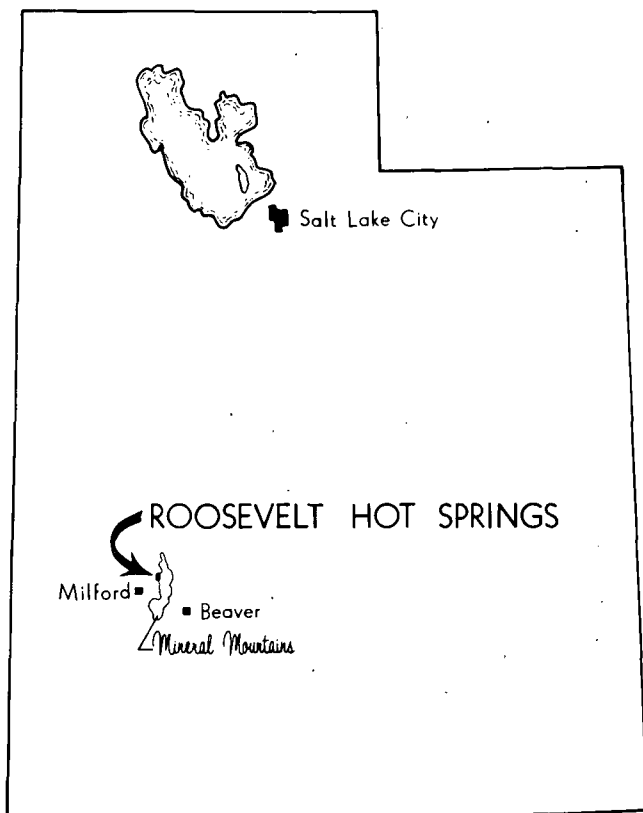 Salt Lake City
ROOSEVELT HOT SPRINGS
Milford
Beaver
Mineral Mountains